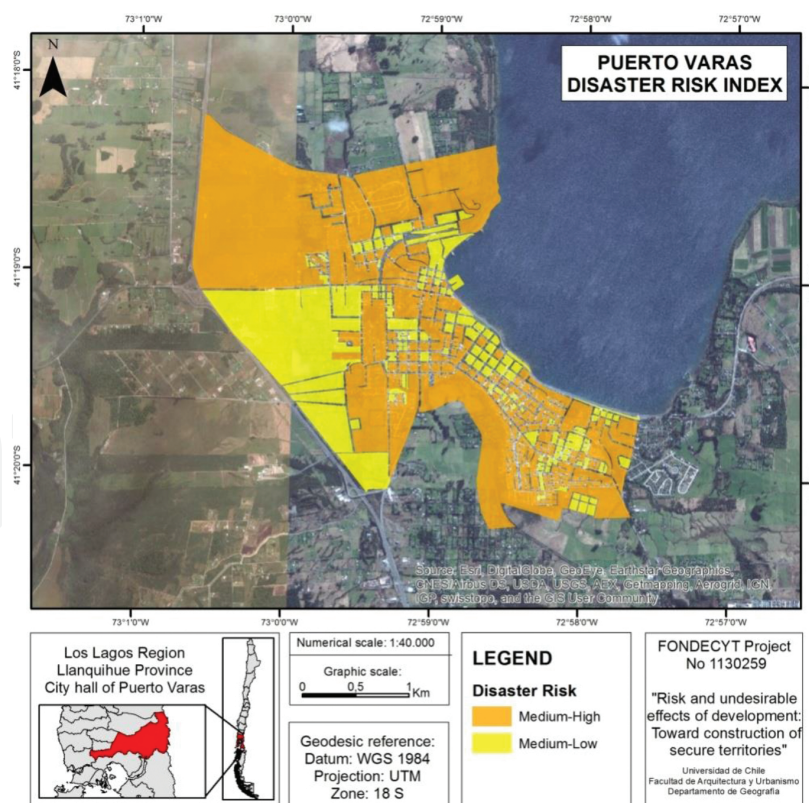 73°1'0"W 73°0'0"W 72°59'0"W 72°58'0"W 72°57'0"W
N
PUERTO VARAS
DISASTER RISK INDEX
41°18'0"S
41°19'0"S
41°20'0"S
Source: Esri, DigitalGlobe, GeoEye, Earthstar Geographics,
CNES/Airbus DS, USDA, USGS, AEX, Getmapping, Aerogrid, IGN,
IGP, swisstopo, and the GIS User Community
73°1'0"W 73°0'0"W 72°59'0"W 72°58'0"W 72°57'0"W
Los Lagos Region
Llanquihue Province
City hall of Puerto Varas
Numerical scale: 1:40.000
Graphic scale:
0 0,5 1
Km
Geodesic reference:
Datum: WGS 1984
Projection: UTM
Zone: 18 S
LEGEND
Disaster Risk
Medium-High
Medium-Low
FONDECYT Project
No 1130259
"Risk and undesirable
effects of development:
Toward construction of
secure territories"
Universidad de Chile
Facultad de Arquitectura y Urbanismo
Departamento de Geografía